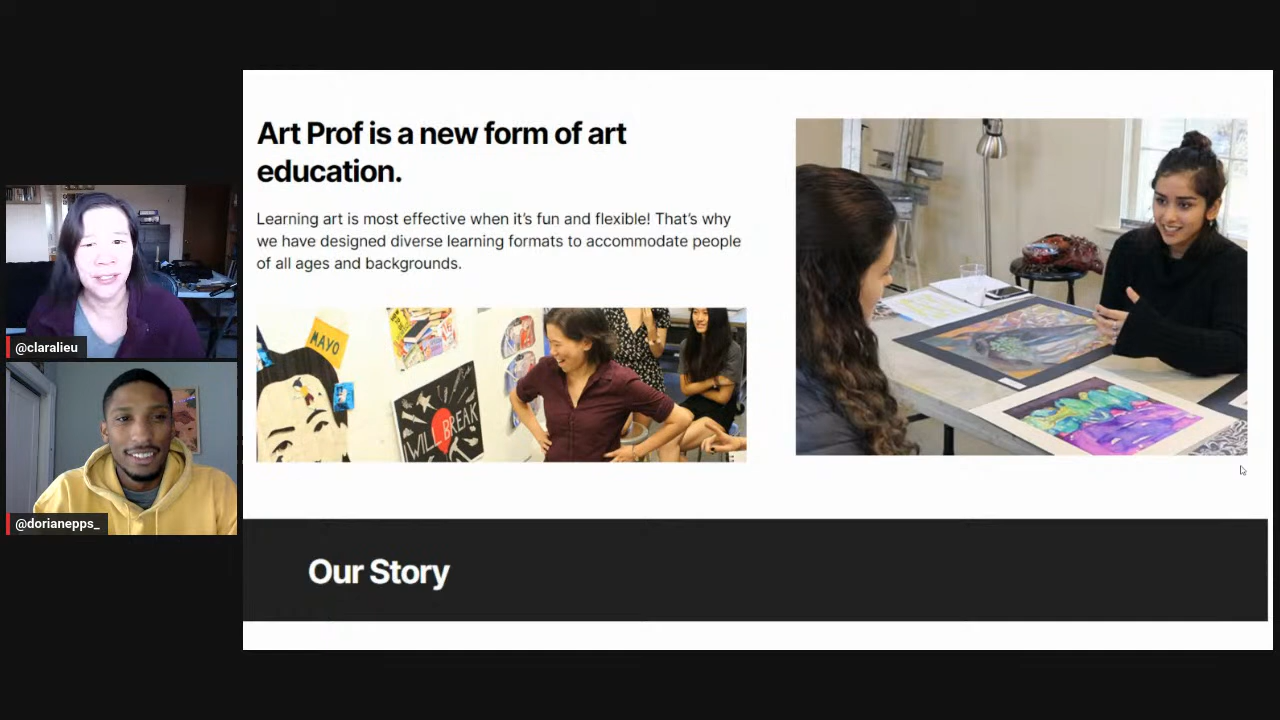 Art Prof is a new form of art
education.
Learning art is most effective when it's fun and flexible! That's why
we have designed diverse learning formats to accommodate people
of all ages and backgrounds.
MAYO
I WILL BREAK
@claralieu
@dorianepps_
Our Story